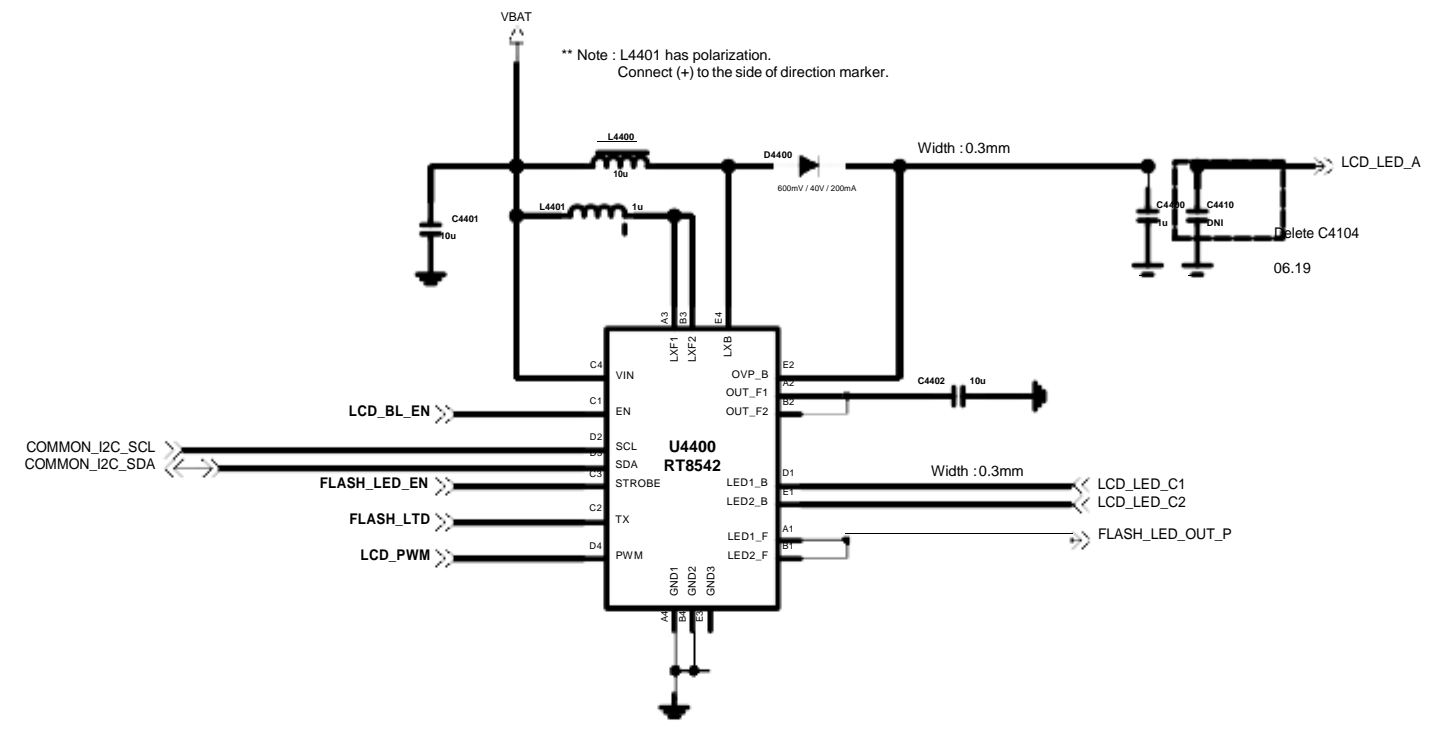 VBAT
** Note : L4401 has polarization.
Connect (+) to the side of direction marker.
L4400
10u
D4400
600mV / 40V / 200mA
Width : 0.3mm
LCD_LED_A
L4401
1u
C4401
10u
C4400
1u
C4410
DNI
Delete C4104
06.19
A3
B3
E4
LXF1
LXF2
LXB
C4
VIN
E2
OVP_B
A2
OUT_F1
C4402
10u
B2
OUT_F2
LCD_BL_EN
C1
EN
COMMON_I2C_SCL
D2
SCL
COMMON_I2C_SDA
D3
SDA
U4400
RT8542
FLASH_LED_EN
C3
STROBE
FLASH_LTD
C2
TX
LCD_PWM
D4
PWM
Width : 0.3mm
D1
LED1_B
LCD_LED_C1
E1
LED2_B
LCD_LED_C2
A1
LED1_F
FLASH_LED_OUT_P
B1
LED2_F
GND1
GND2
GND3
A4
B4
E3